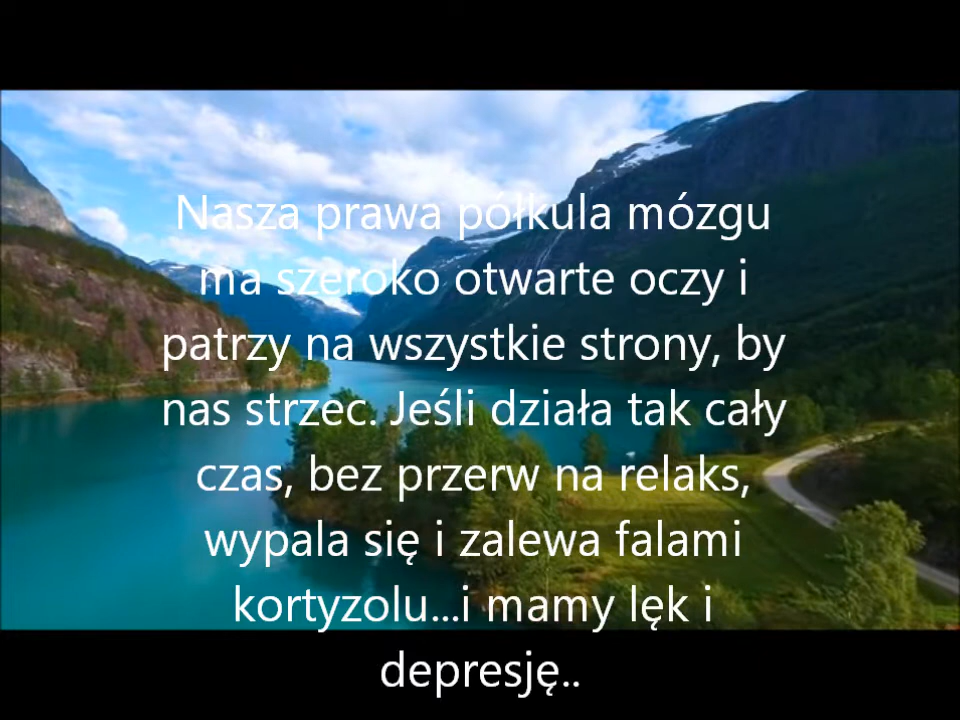 Nasza prawa półkula mózgu
ma szeroko otwarte oczy i
patrzy na wszystkie strony, by
nas strzec. Jeśli działa tak cały
czas, bez przerw na relaks,
wypala się i zalewa falami
kortyzolu...i mamy lęk i
depresję..